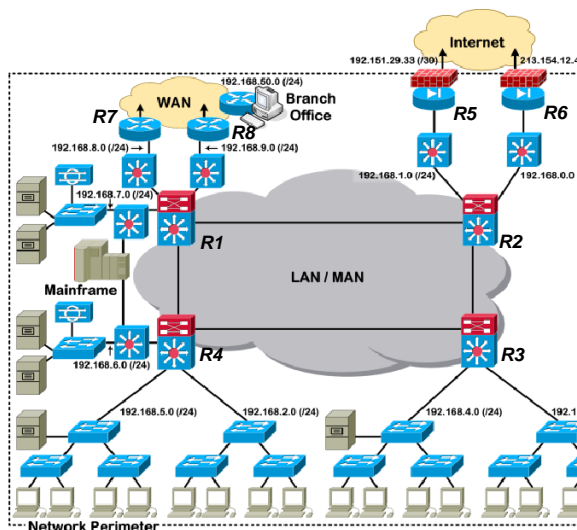 Internet
192.151.29.33 (/30)
213.154.12.4
192.168.50.0 (/24)
WAN
Branch
Office
R7
R8
R5
R6
192.168.8.0 (/24)
192.168.9.0 (/24)
192.168.1.0 (/24)
192.168.0.0
192.168.7.0 (/24)
R1
R2
LAN / MAN
Mainframe
R4
R3
192.168.6.0 (/24)
192.168.5.0 (/24)
192.168.2.0 (/24)
192.168.4.0 (/24)
192.1
Network Perimeter